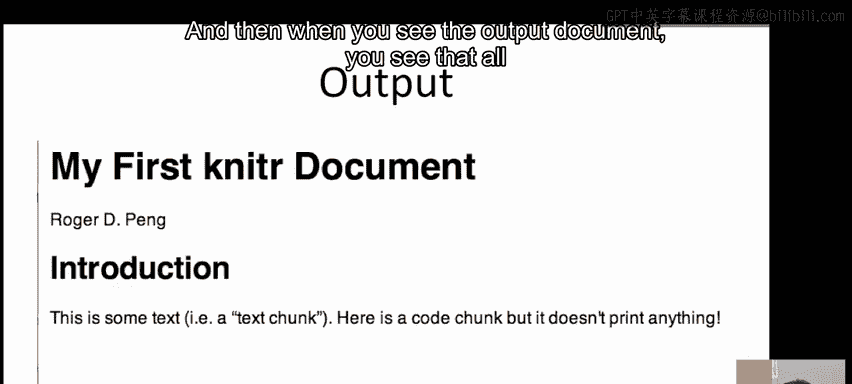 GPT中英字幕课程资源@bilibili.com
And then when you see the output document,
you see that all
Output
My First knitr Document
Roger D. Peng
Introduction
This is some text (i.e. a “text chunk”). Here is a code chunk but it doesn't print anything!